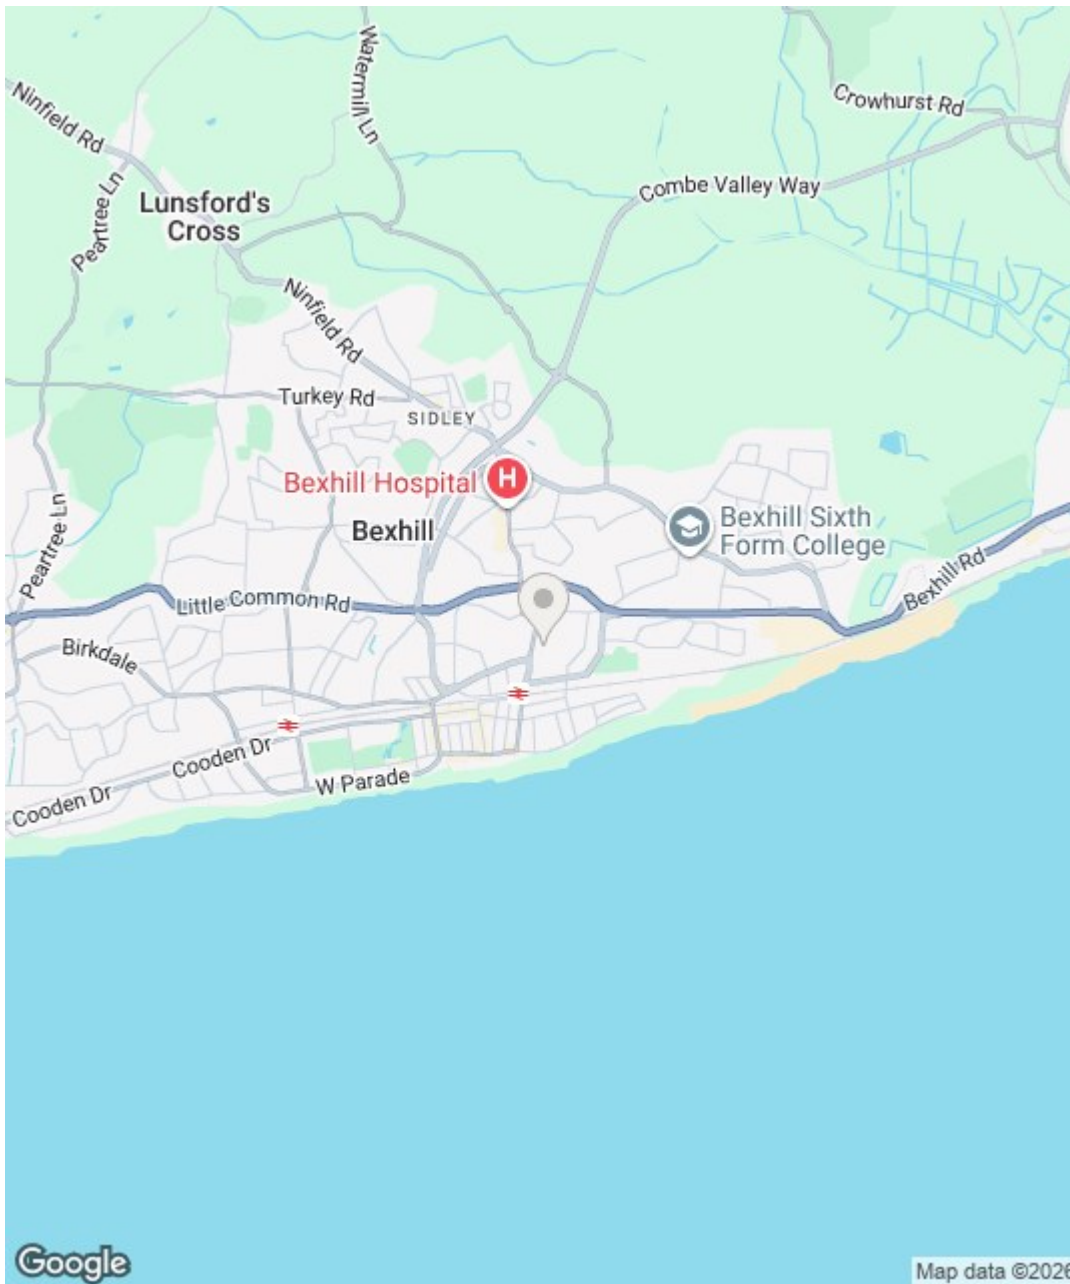 Watermill Ln
Ninfield Rd
Crowhurst Rd
Combe Valley Way
Peartree Ln
Lunsford's
Cross
Ninfield Rd
Turkey Rd
SIDLEY
Bexhill Hospital
H
Bexhill
Bexhill Sixth
Form College
Peartree Ln
Bexhill Rd
Little Common Rd
Birkdale
Cooden Dr
W Parade
Cooden Dr
Google
Map data ©2026